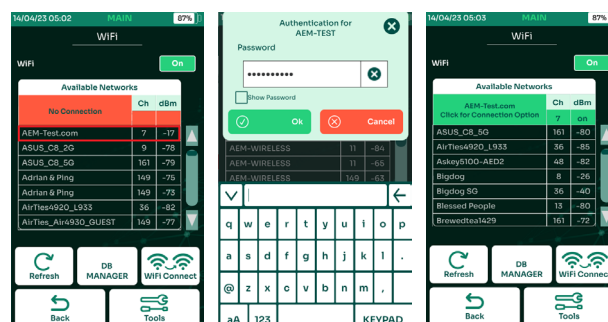 14/04/23 05:02 MAIN 87%
WiFi
WiFi On
Available Networks
No Connection Ch dBm
AEM-Test.com 7 -17
ASUS_C8_2G 9 -78
ASUS_C8_5G 161 -79
Adrian & Ping 149 -75
Adrian & Ping 149 -73
AirTies4920_L933 36 -82
AirTies_Air4930_GUEST 149 -77
Refresh
DB MANAGER
WiFi Connect
Back
Tools
Authentication for
AEM-TEST
Password
••••••••••
Show Password
Ok
Cancel
AEM-WIRELESS 11 -84
AEM-WIRELESS 11 -65
AEM-WIRELESS 149 -63
q w e r t y u i o p
a s d f g h j k l .
@ z x c v b n m ,
aA 123 KEYPAD
14/04/23 05:03 MAIN 87%
WiFi
WiFi On
Available Networks
AEM-Test.com Ch dBm
Click for Connection Option 7 on
ASUS_C8_5G 161 -80
AirTies4920_L933 36 -85
Askey5100-AED2 48 -82
Bigdog 8 -26
Bigdog 5G 36 -40
Blessed People 13 -80
Brewedtea1429 161 -72
Refresh
DB MANAGER
WiFi Connec
Back
Tools